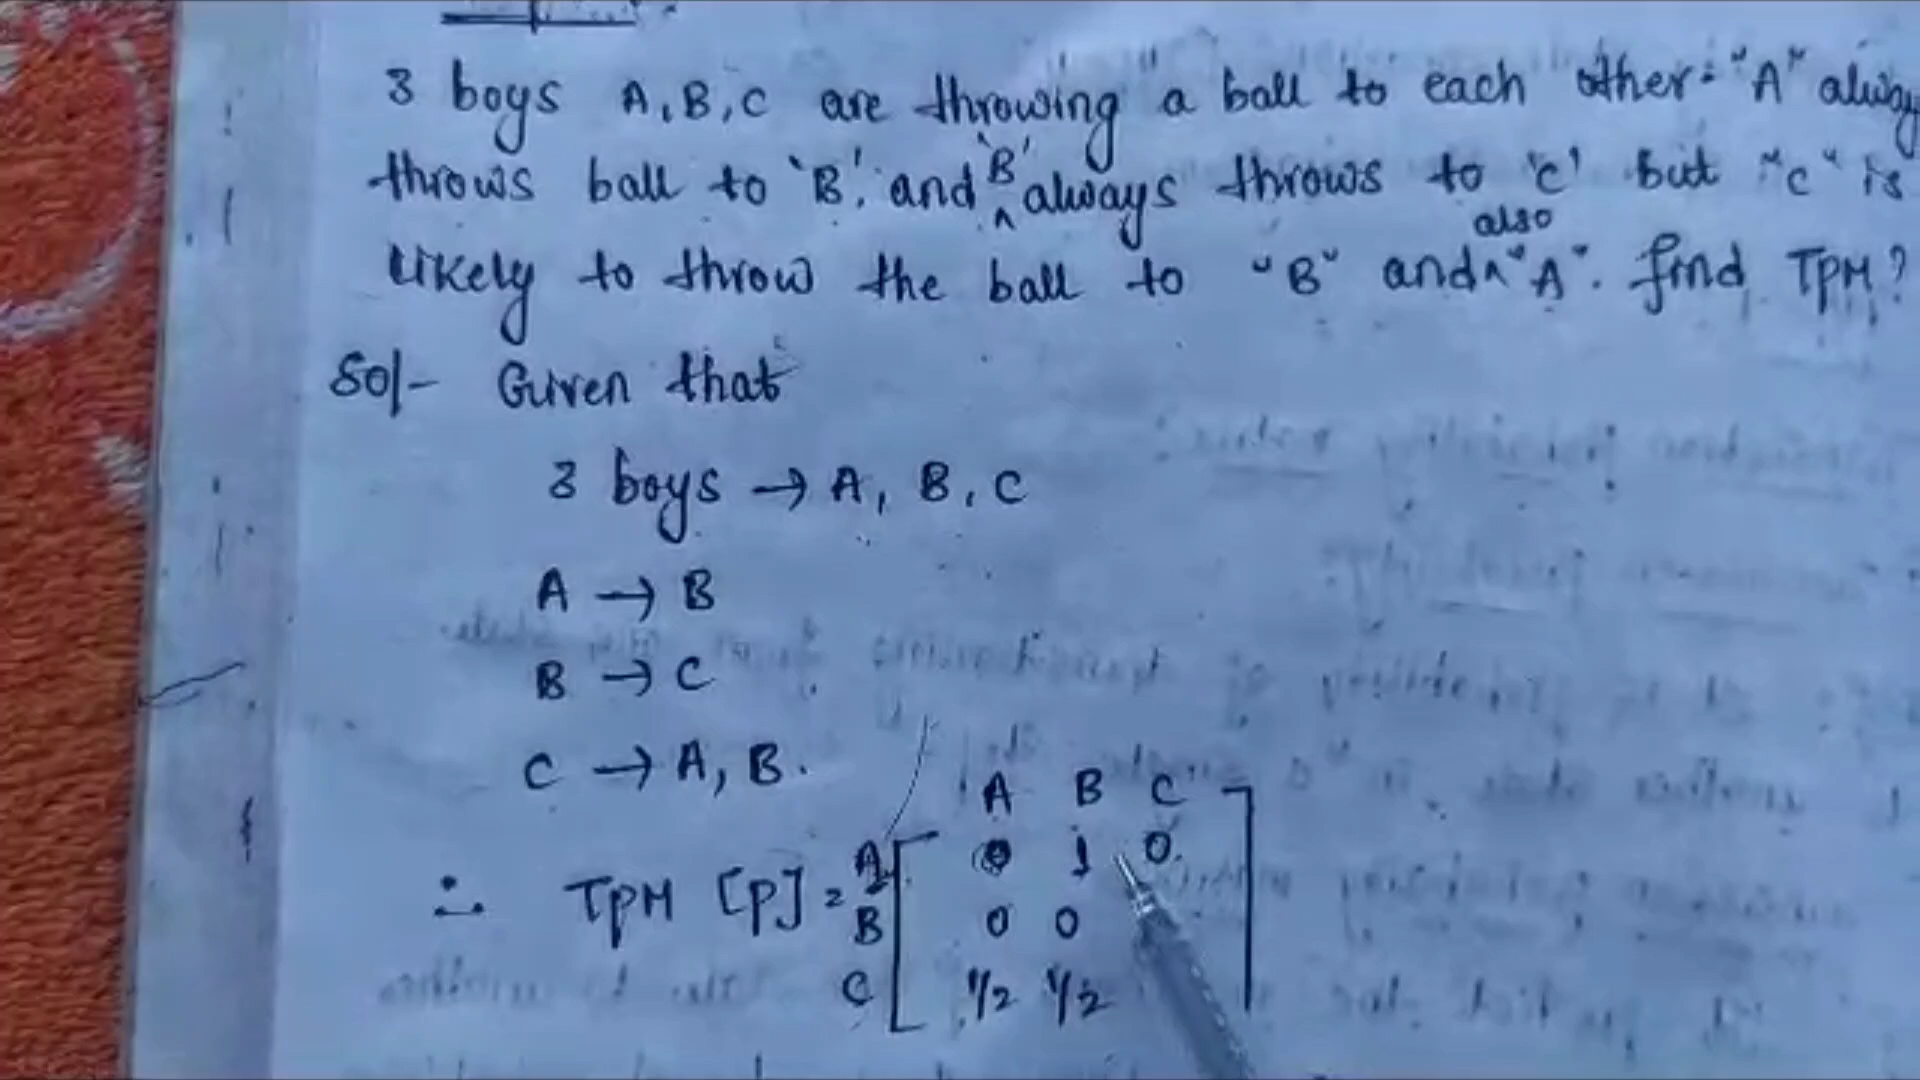 3 boys A, B, C are throwing a ball to each other. "A" alway
throws ball to 'B'. and 'B' always throws to 'C' but "C" is
likely to throw the ball to "B" and also "A". find TPM?
Sol- Given that
3 boys → A, B, C
A → B
B → C
C → A, B.
A B C
∴ TPM [P] =
A 0 1 0
B 0 0
C 1/2 1/2